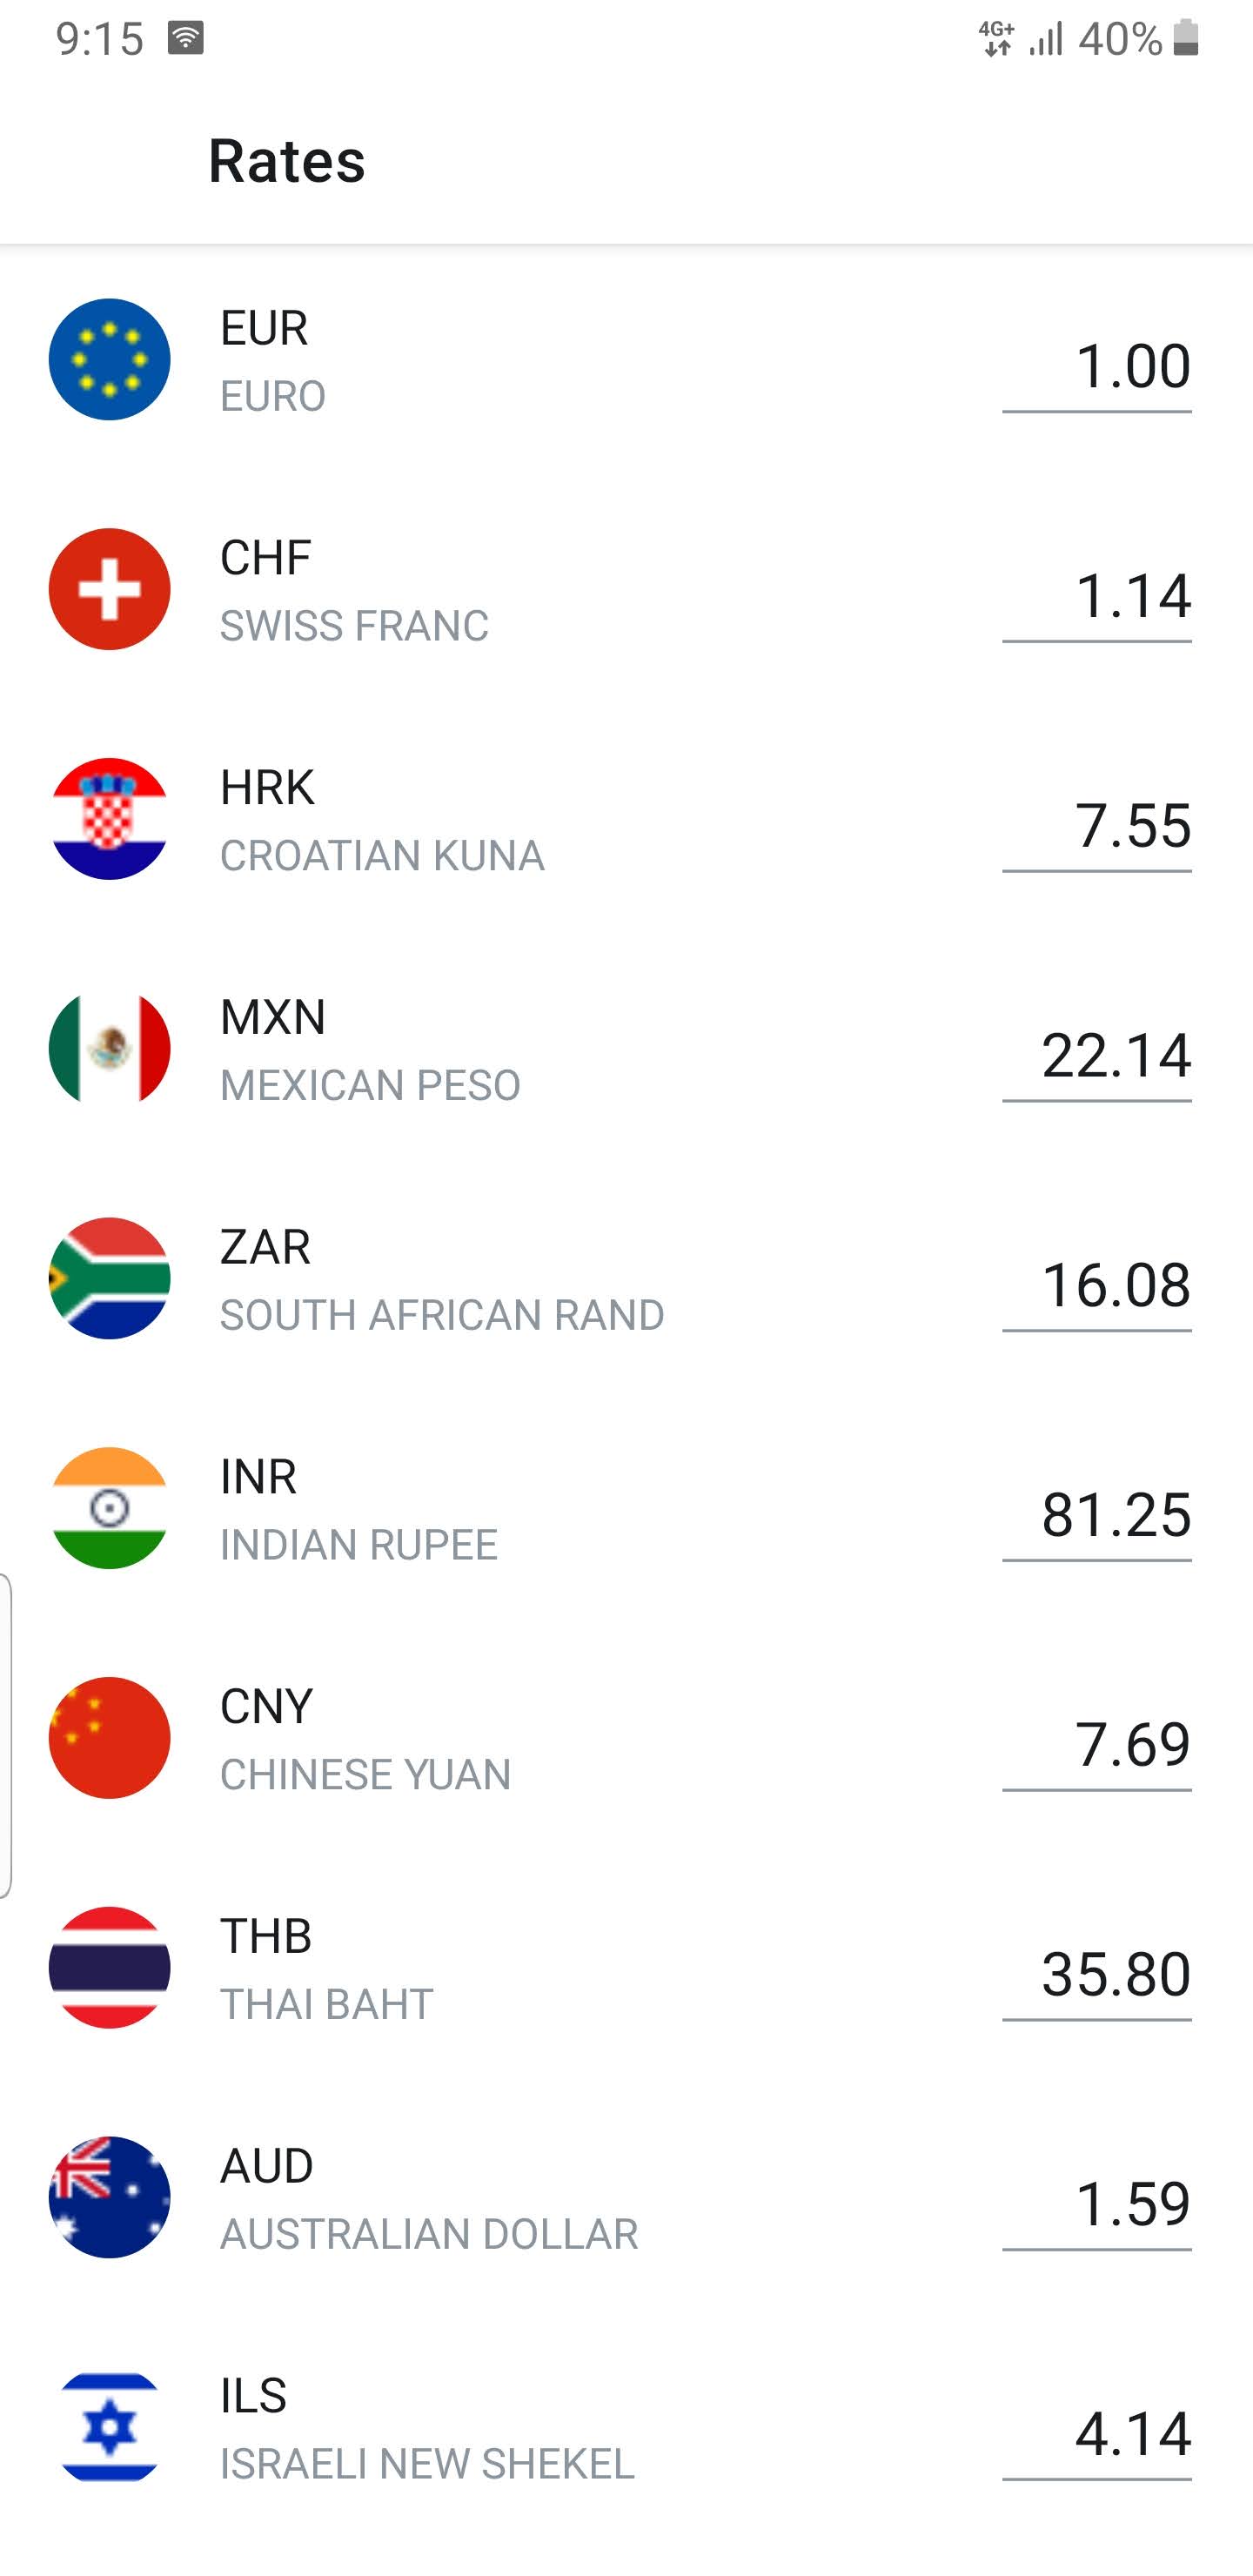 9:15
4G+
40%
Rates
EUR
EURO
1.00
CHF
SWISS FRANC
1.14
HRK
CROATIAN KUNA
7.55
MXN
MEXICAN PESO
22.14
ZAR
SOUTH AFRICAN RAND
16.08
INR
INDIAN RUPEE
81.25
CNY
CHINESE YUAN
7.69
THB
THAI BAHT
35.80
AUD
AUSTRALIAN DOLLAR
1.59
ILS
ISRAELI NEW SHEKEL
4.14